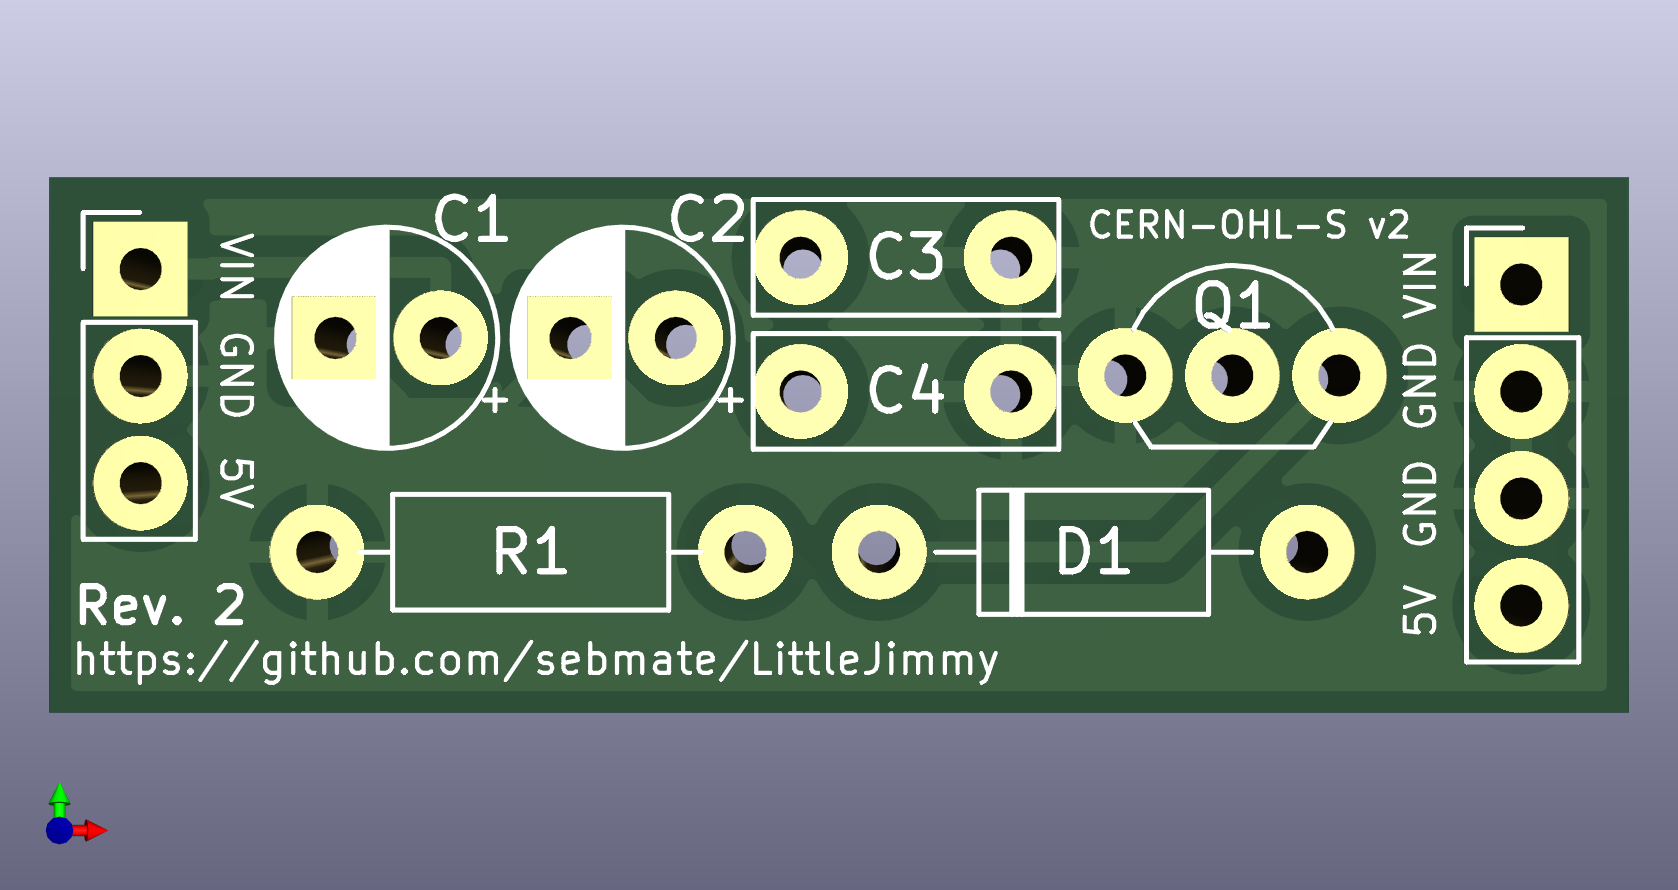 C1
C2
C3
CERN-OHL-S v2
VIN
GND
5V
+
+
C4
Q1
VIN
GND
GND
5V
R1
D1
Rev. 2
https://github.com/sebmate/LittleJimmy